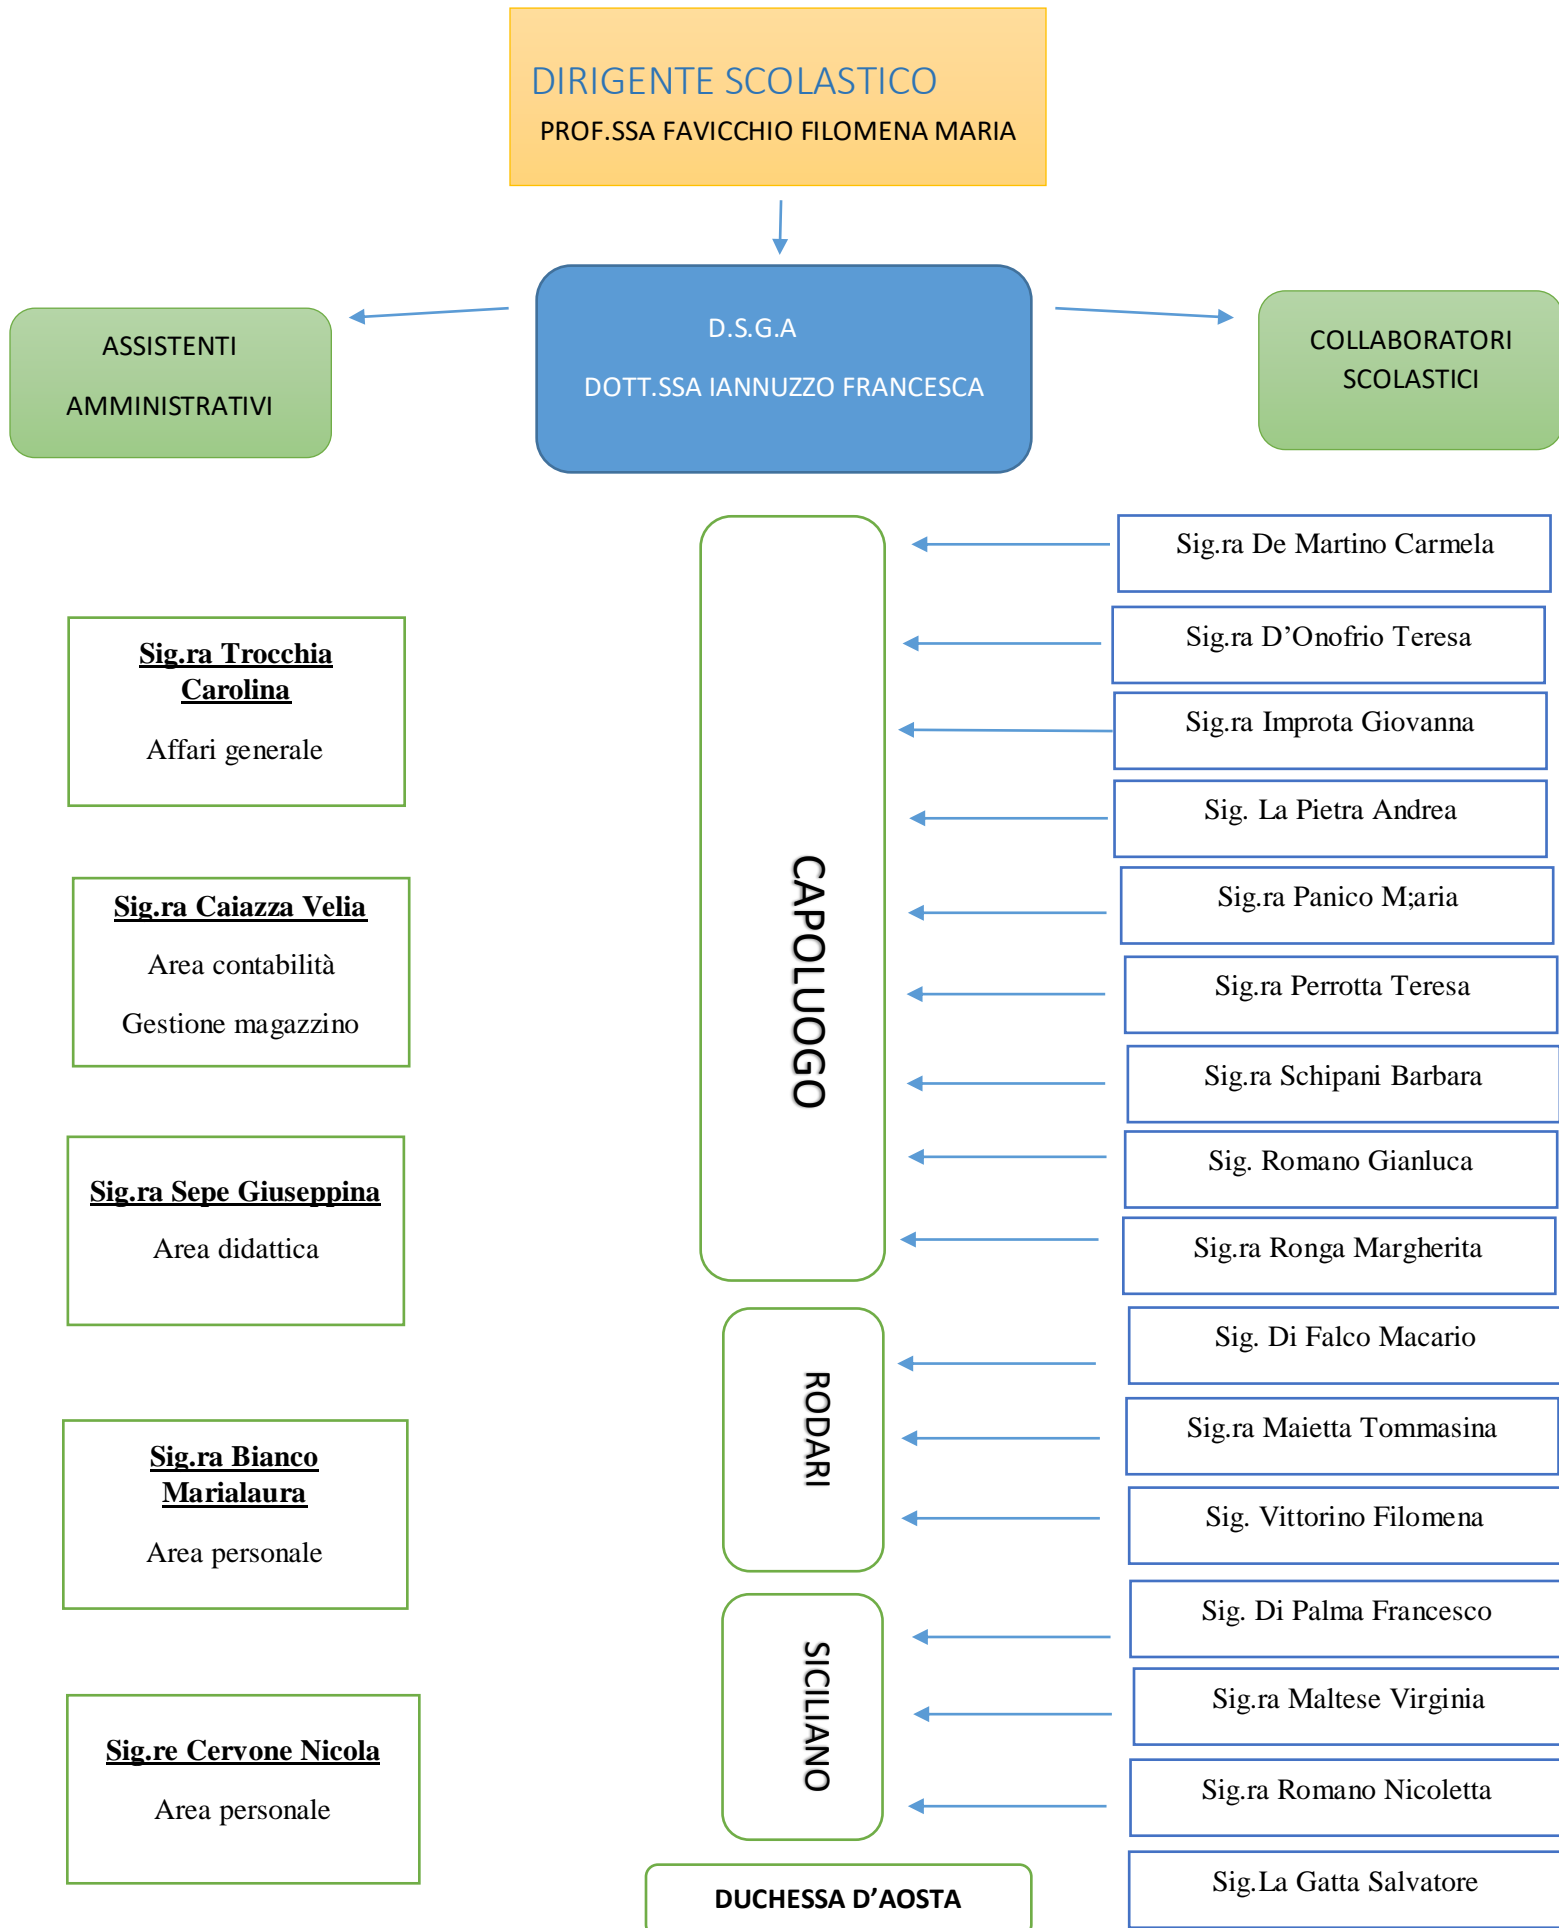 DIRIGENTE SCOLASTICO
PROF.SSA FAVICCHIO FILOMENA MARIA
D.S.G.A
DOTT.SSA IANNUZZO FRANCESCA
ASSISTENTI
AMMINISTRATIVI
COLLABORATORI
SCOLASTICI
Sig.ra Trocchia
Carolina
Affari generale
Sig.ra Caiazza Velia
Area contabilità
Gestione magazzino
Sig.ra Sepe Giuseppina
Area didattica
Sig.ra Bianco
Marialaura
Area personale
Sig.re Cervone Nicola
Area personale
CAPOLUOGO
RODARI
SICILIANO
DUCHESSA D’AOSTA
Sig.ra De Martino Carmela
Sig.ra D’Onofrio Teresa
Sig.ra Improta Giovanna
Sig. La Pietra Andrea
Sig.ra Panico M;aria
Sig.ra Perrotta Teresa
Sig.ra Schipani Barbara
Sig. Romano Gianluca
Sig.ra Ronga Margherita
Sig. Di Falco Macario
Sig.ra Maietta Tommasina
Sig. Vittorino Filomena
Sig. Di Palma Francesco
Sig.ra Maltese Virginia
Sig.ra Romano Nicoletta
Sig.La Gatta Salvatore